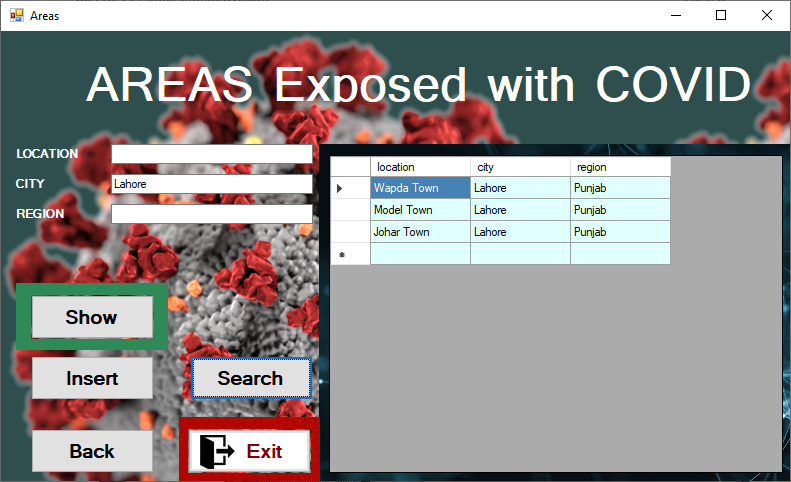 Areas
AREAS Exposed with COVID
LOCATION
CITY Lahore
REGION
location city region
Wapda Town Lahore Punjab
Model Town Lahore Punjab
Johar Town Lahore Punjab
Show
Insert Search
Back Exit